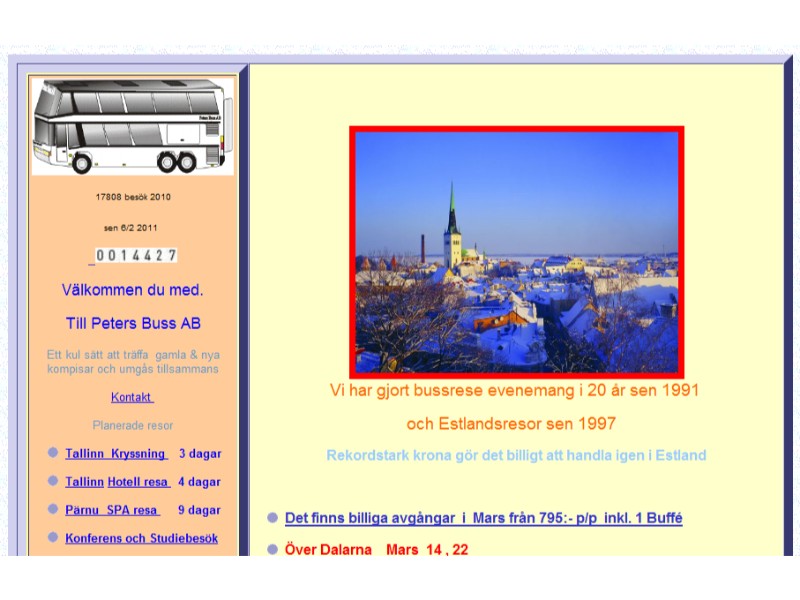 Peters Buss AB
17808 besök 2010
sen 6/2 2011
0014427
Välkommen du med.
Till Peters Buss AB
Ett kul sätt att träffa gamla & nya
kompisar och umgås tillsammans
Kontakt
Planerade resor
Tallinn Kryssning 3 dagar
Tallinn Hotell resa 4 dagar
Pärnu SPA resa 9 dagar
Konferens och Studiebesök
Vi har gjort bussrese evenemang i 20 år sen 1991
och Estlandsresor sen 1997
Rekordstark krona gör det billigt att handla igen i Estland
Det finns billiga avgångar i Mars från 795:- p/p inkl. 1 Buffé
Över Dalarna Mars 14 , 22